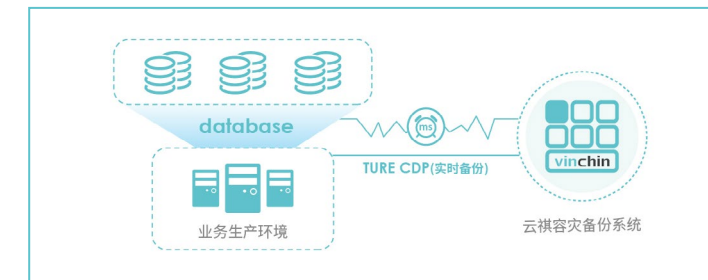 database
ms
TURE CDP(实时备份)
vinchin
业务生产环境
云祺容灾备份系统